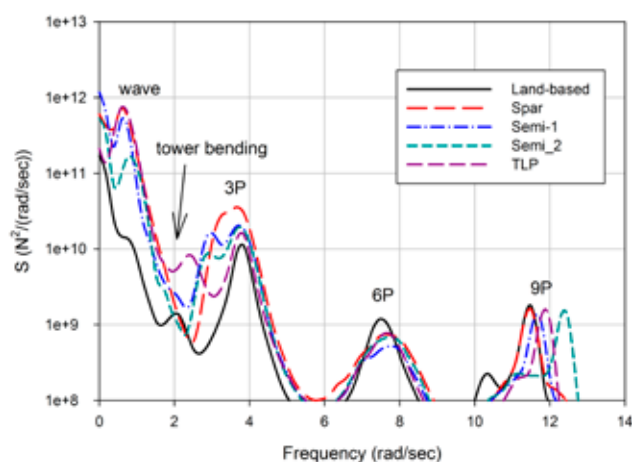 1e+13
1e+12
1e+11
1e+10
1e+9
1e+8
S (N²/(rad/sec))
wave
tower bending
3P
6P
9P
Land-based
Spar
Semi-1
Semi_2
TLP
0 2 4 6 8 10 12 14
Frequency (rad/sec)